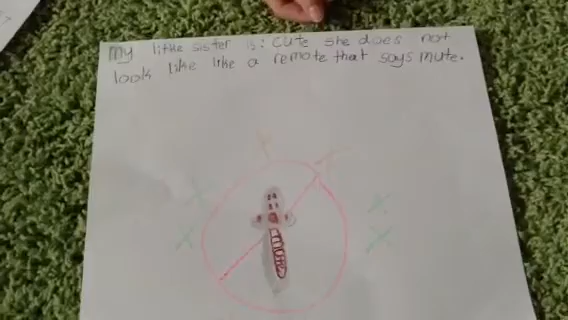 My little sister is: cute she does not
look like like a remote that says mute.